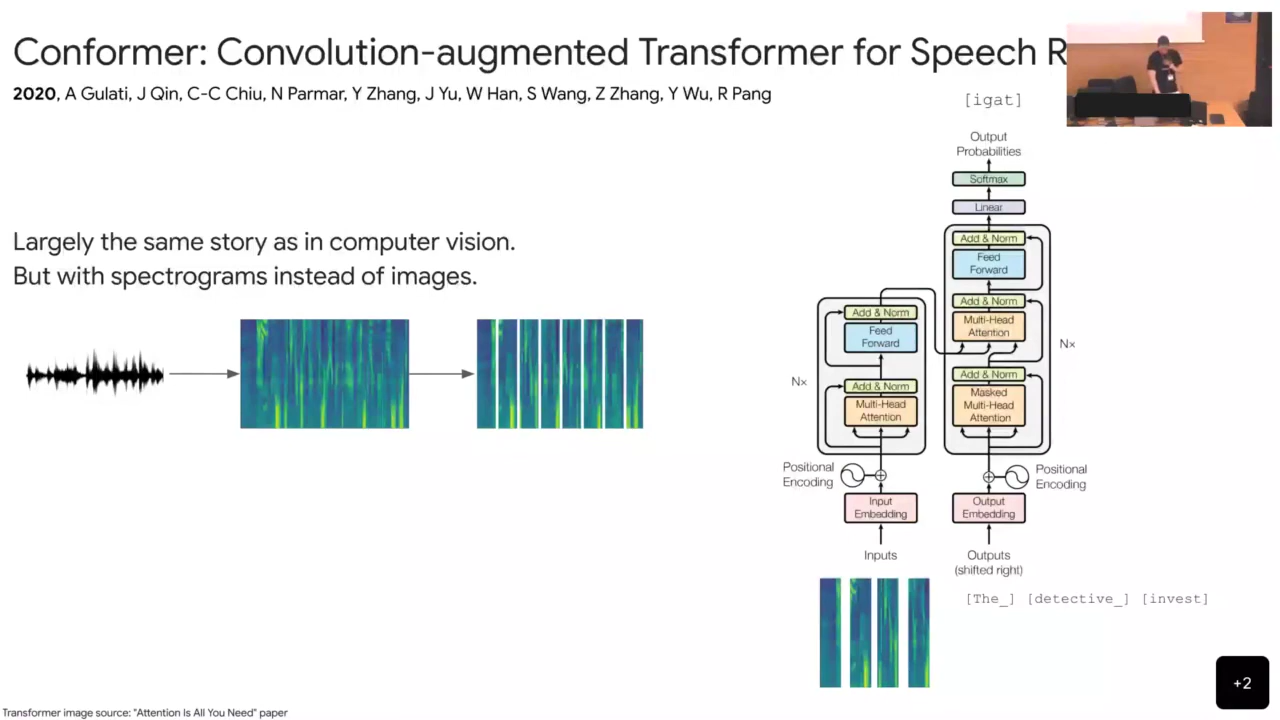 Conformer: Convolution-augmented Transformer for Speech R
2020, A Gulati, J Qin, C-C Chiu, N Parmar, Y Zhang, J Yu, W Han, S Wang, Z Zhang, Y Wu, R Pang
[igat]
Output
Probabilities
Softmax
Linear
Largely the same story as in computer vision.
But with spectrograms instead of images.
Add & Norm
Feed
Forward
Add & Norm
Multi-Head
Attention
Add & Norm
Feed
Forward
Nx
Add & Norm
Masked
Multi-Head
Attention
Nx
Add & Norm
Multi-Head
Attention
Positional
Encoding
Positional
Encoding
Input
Embedding
Output
Embedding
Inputs
Outputs
(shifted right)
[The_] [detective_] [invest]
+2
Transformer image source: "Attention Is All You Need" paper